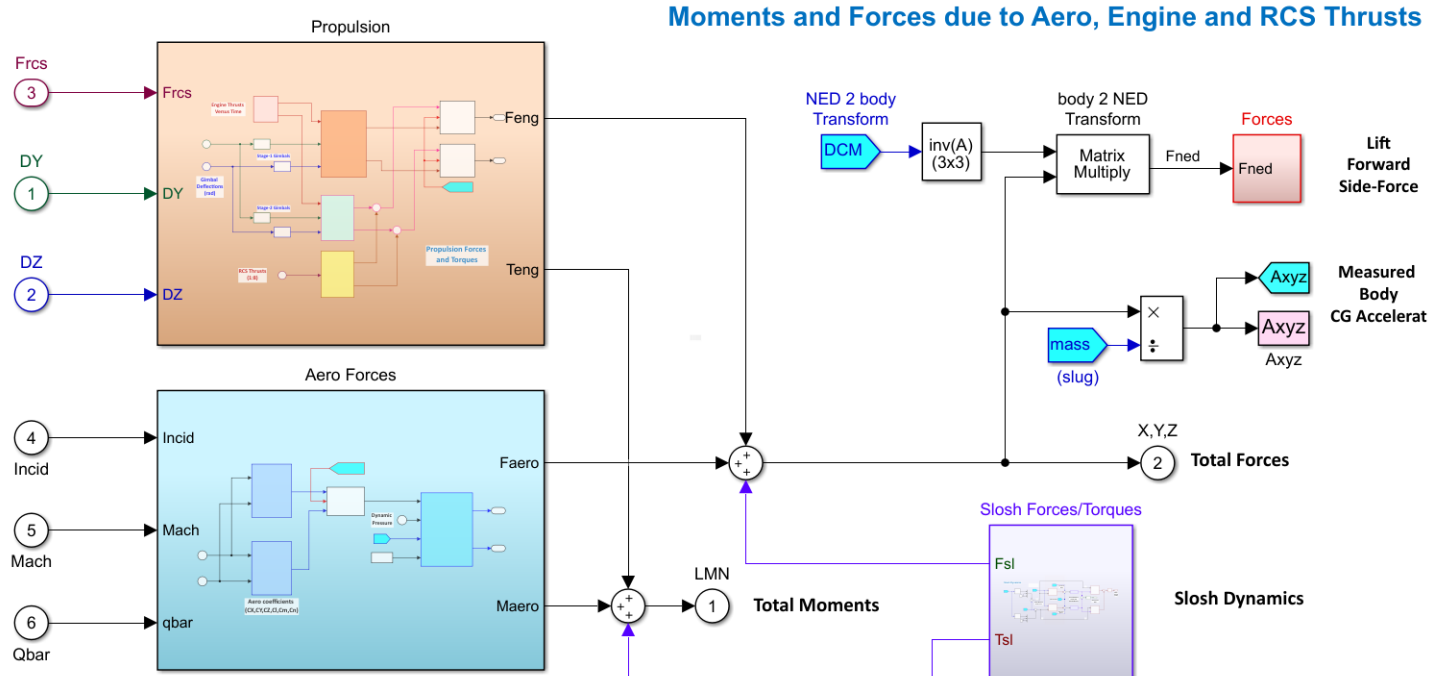 Moments and Forces due to Aero, Engine and RCS Thrusts
Propulsion
Frcs
3
Frcs
DY
1
DY
DZ
2
DZ
Engine Thrusts
Versus Time
Stage-1 Gimbals
Gimbal
Deflections
(rad)
RCS Thrusts
(1-8)
Propulsion Forces
and Torques
Feng
Teng
NED 2 body
Transform
DCM
inv(A)
(3x3)
body 2 NED
Transform
Matrix
Multiply
Fned
Forces
Fned
Lift
Forward
Side-Force
mass
(slug)
×
÷
Axyz
Axyz
Axyz
Measured
Body
CG Accelerat
Aero Forces
4
Incid
Incid
5
Mach
Mach
6
Qbar
qbar
Dynamic
Pressure
Aero coefficients
(CX,CY,CZ,Cl,Cm,Cn)
Faero
Maero
+
+
+
X,Y,Z
2
Total Forces
+
+
+
LMN
1
Total Moments
Slosh Forces/Torques
Fsl
Tsl
Slosh Dynamics